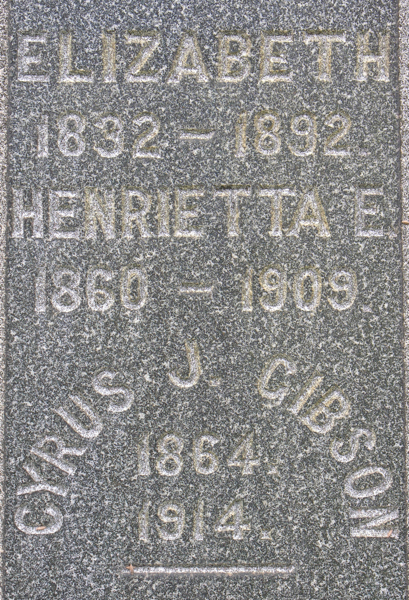 ELIZABETH
1832 – 1892
HENRIETTA E.
1860 – 1909.
CYRUS J. GIBSON
1864.
1914.